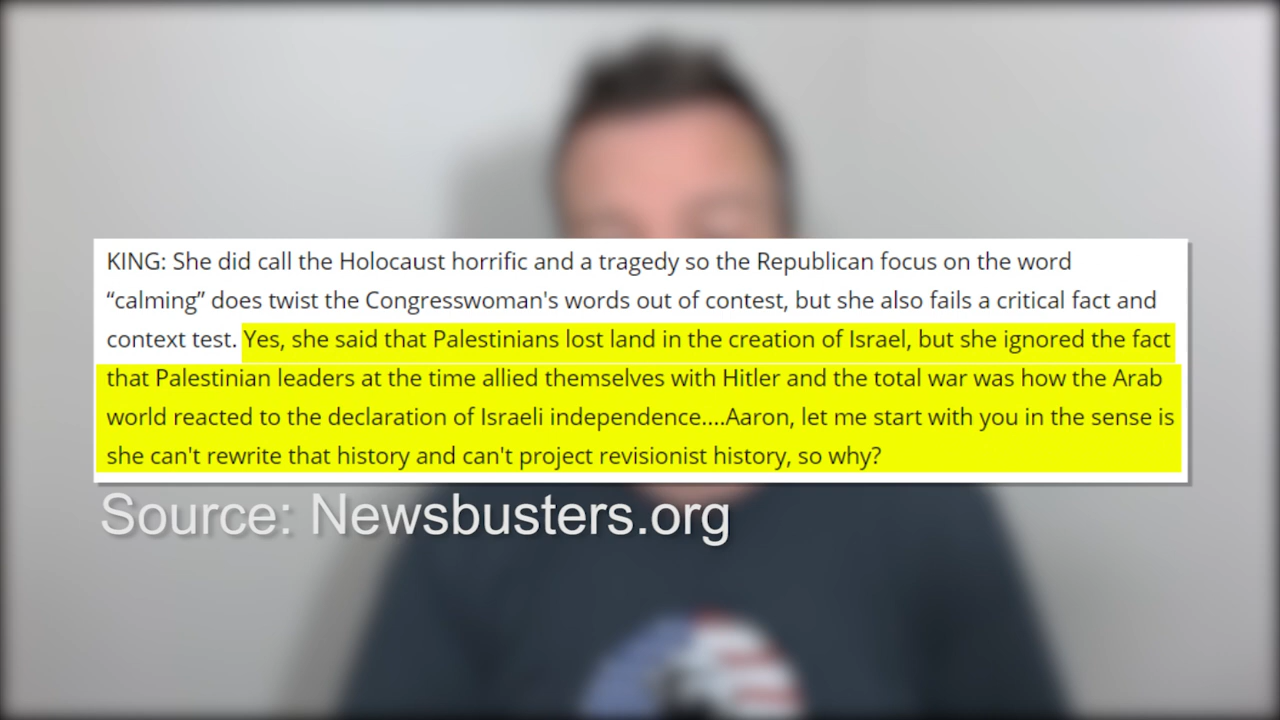 KING: She did call the Holocaust horrific and a tragedy so the Republican focus on the word
“calming” does twist the Congresswoman's words out of contest, but she also fails a critical fact and
context test. Yes, she said that Palestinians lost land in the creation of Israel, but she ignored the fact
that Palestinian leaders at the time allied themselves with Hitler and the total war was how the Arab
world reacted to the declaration of Israeli independence....Aaron, let me start with you in the sense is
she can't rewrite that history and can't project revisionist history, so why?
Source: Newsbusters.org